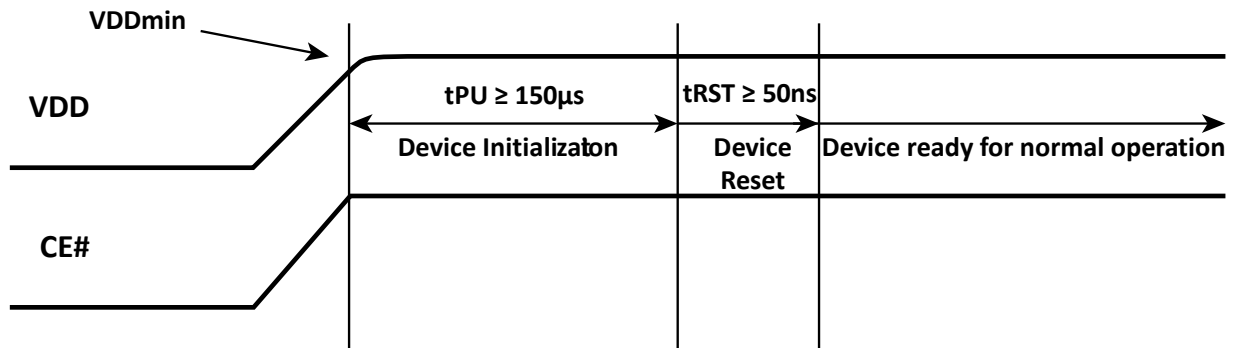 VDDmin
VDD
tPU ≥ 150µs
tRST ≥ 50ns
Device Initializaton
Device
Reset
Device ready for normal operation
CE#